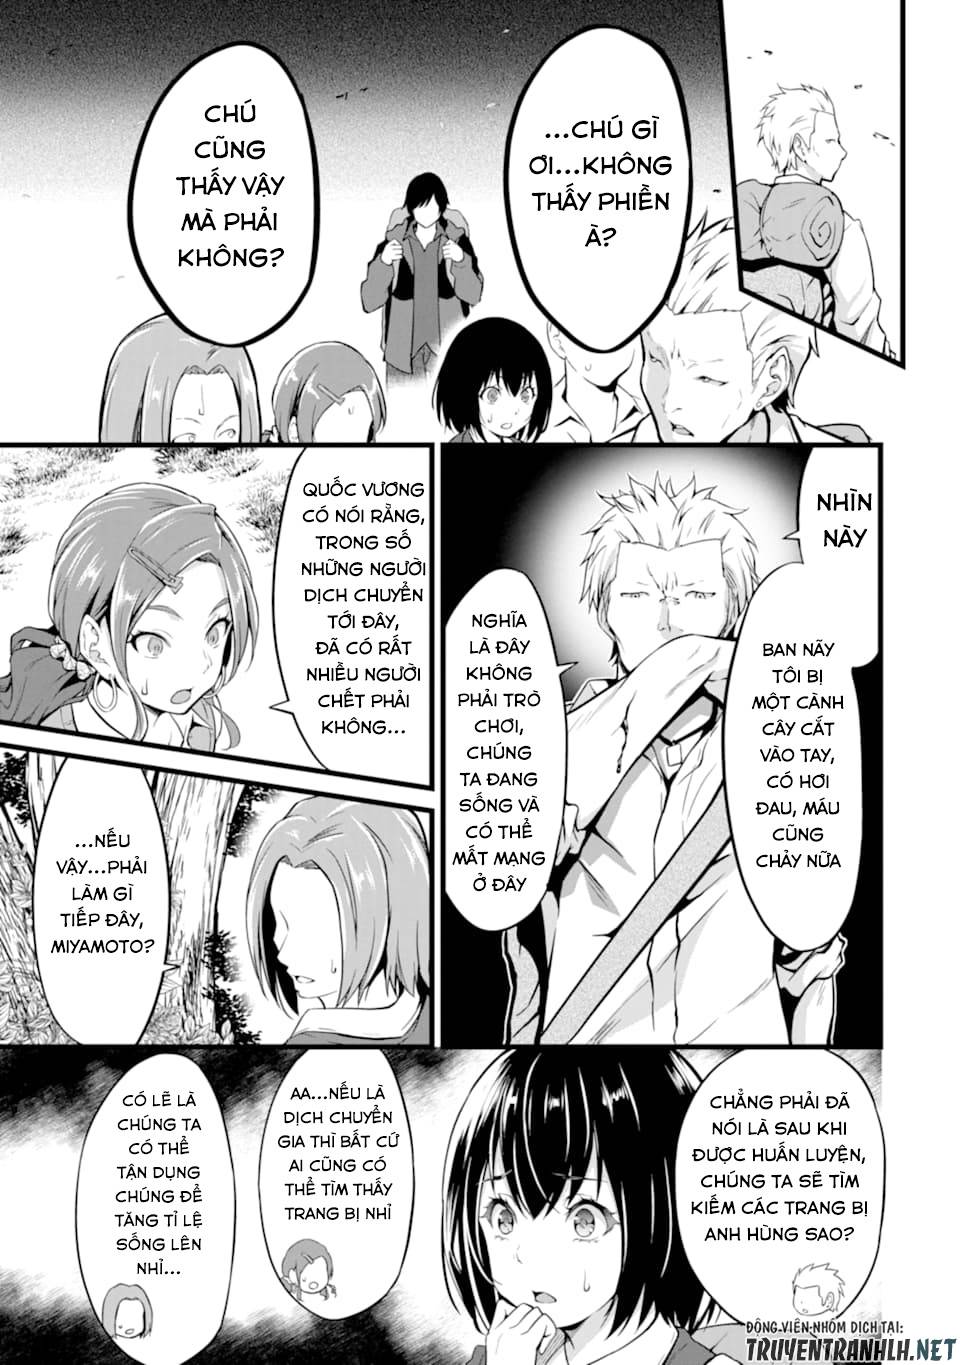 ...CHÚ GÌ
ƠI...KHÔNG
THẤY PHIỀN
À?
CHÚ
CŨNG
THẤY VẬY
MÀ PHẢI
KHÔNG?
NHÌN
NÀY
BAN NÃY
TÔI BỊ
MỘT CÀNH
CÂY CẮT
VÀO TAY,
CÓ HƠI
ĐAU, MÁU
CŨNG
CHẢY NỮA
NGHĨA
LÀ ĐÂY
KHÔNG
PHẢI TRÒ
CHƠI,
CHÚNG
TA ĐANG
SỐNG VÀ
CÓ THỂ
MẤT MẠNG
Ở ĐÂY
QUỐC VƯƠNG
CÓ NÓI RẰNG,
TRONG SỐ
NHỮNG NGƯỜI
DỊCH CHUYỂN
TỚI ĐÂY,
ĐÃ CÓ RẤT
NHIỀU NGƯỜI
CHẾT PHẢI
KHÔNG...
...NẾU
VẬY...PHẢI
LÀM GÌ
TIẾP ĐÂY,
MIYAMOTO?
CHẲNG PHẢI ĐÃ
NÓI LÀ SAU KHI
ĐƯỢC HUẤN LUYỆN,
CHÚNG TA SẼ TÌM
KIẾM CÁC TRANG BỊ
ANH HÙNG SAO?
AA...NẾU LÀ
DỊCH CHUYỂN
GIA THÌ BẤT CỨ
AI CŨNG CÓ
THỂ TÌM THẤY
TRANG BỊ NHỈ
CÓ LẼ LÀ
CHÚNG TA
CÓ THỂ
TẬN DỤNG
CHÚNG ĐỂ
TĂNG TỈ LỆ
SỐNG LÊN
NHỈ...
ĐỘNG VIÊN NHÓM DỊCH TẠI:
TRUYENTRANHLH.NET